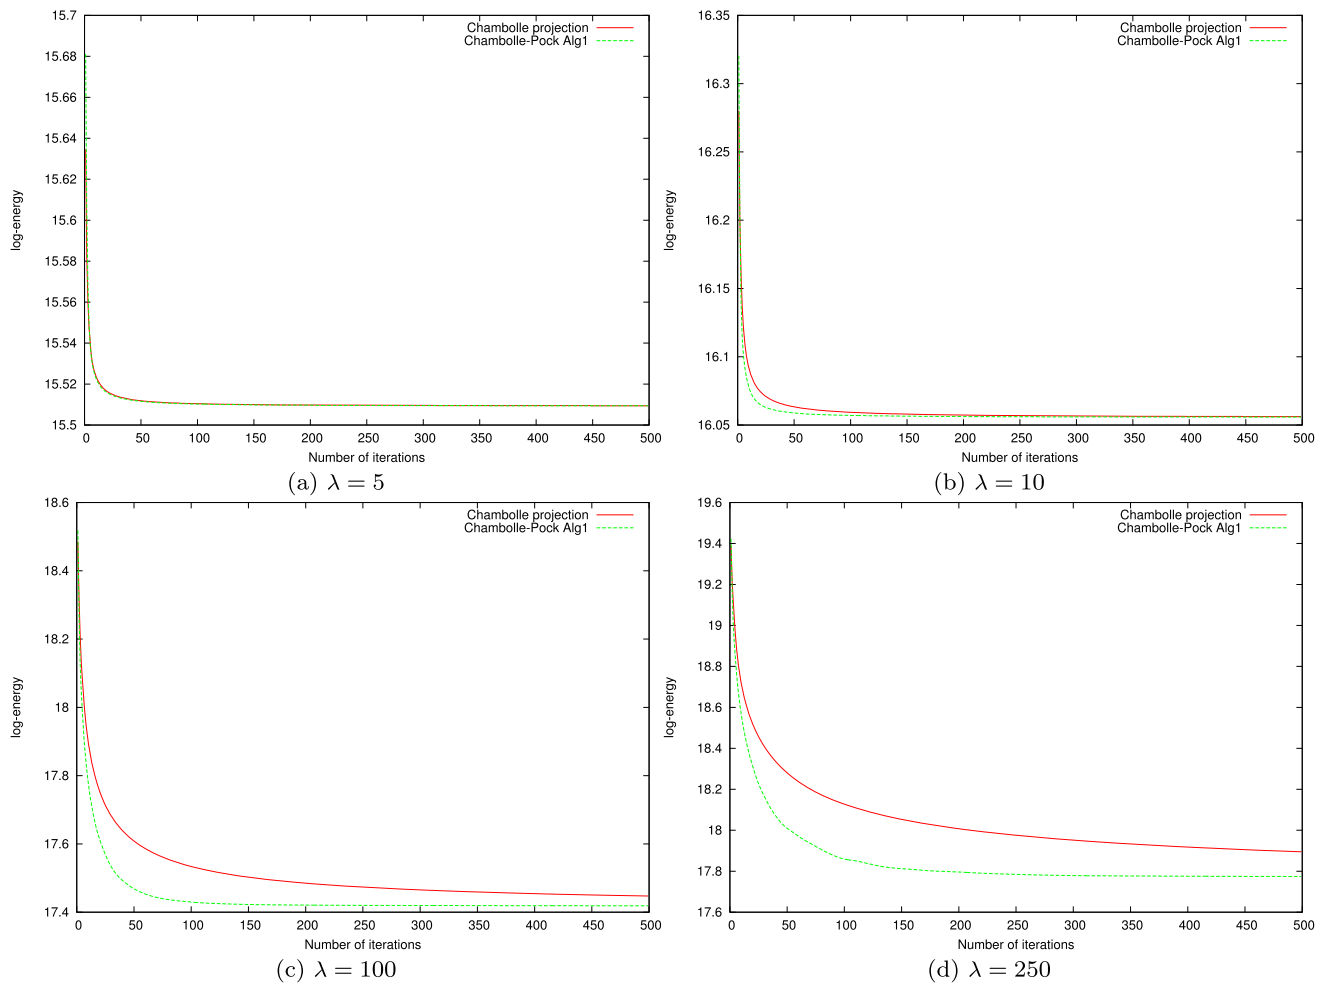 15.7
15.68
15.66
15.64
15.62
15.6
15.58
15.56
15.54
15.52
15.5
log-energy
Chambolle projection
Chambolle-Pock Alg1
0 50 100 150 200 250 300 350 400 450 500
Number of iterations
(a) λ = 5
16.35
16.3
16.25
16.2
16.15
16.1
16.05
log-energy
Chambolle projection
Chambolle-Pock Alg1
0 50 100 150 200 250 300 350 400 450 500
Number of iterations
(b) λ = 10
18.6
18.4
18.2
18
17.8
17.6
17.4
log-energy
Chambolle projection
Chambolle-Pock Alg1
0 50 100 150 200 250 300 350 400 450 500
Number of iterations
(c) λ = 100
19.6
19.4
19.2
19
18.8
18.6
18.4
18.2
18
17.8
17.6
log-energy
Chambolle projection
Chambolle-Pock Alg1
0 50 100 150 200 250 300 350 400 450 500
Number of iterations
(d) λ = 250